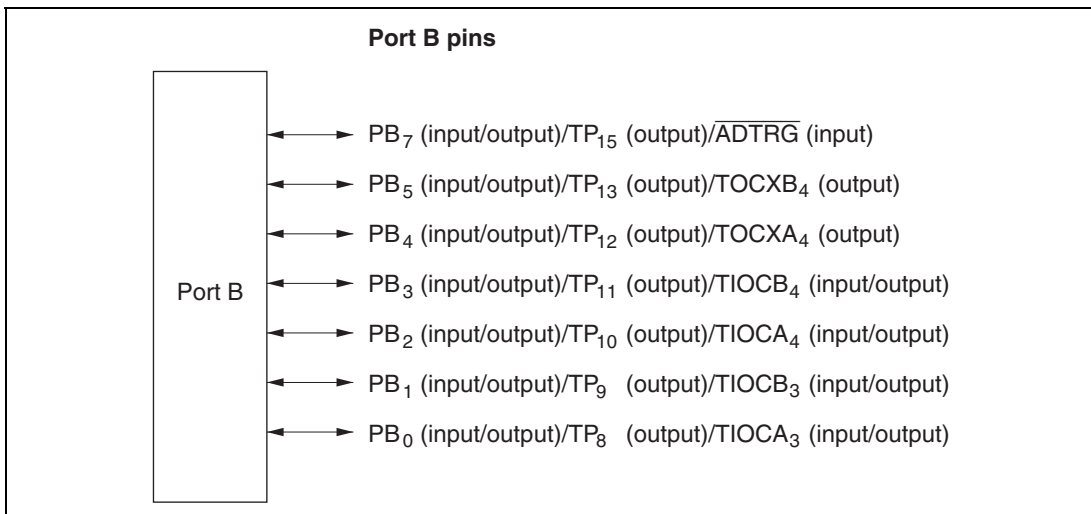 Port B pins
PB₇ (input/output)/TP₁₅ (output)/A̅D̅T̅R̅G̅ (input)
PB₅ (input/output)/TP₁₃ (output)/TOCXB₄ (output)
PB₄ (input/output)/TP₁₂ (output)/TOCXA₄ (output)
Port B
PB₃ (input/output)/TP₁₁ (output)/TIOCB₄ (input/output)
PB₂ (input/output)/TP₁₀ (output)/TIOCA₄ (input/output)
PB₁ (input/output)/TP₉ (output)/TIOCB₃ (input/output)
PB₀ (input/output)/TP₈ (output)/TIOCA₃ (input/output)